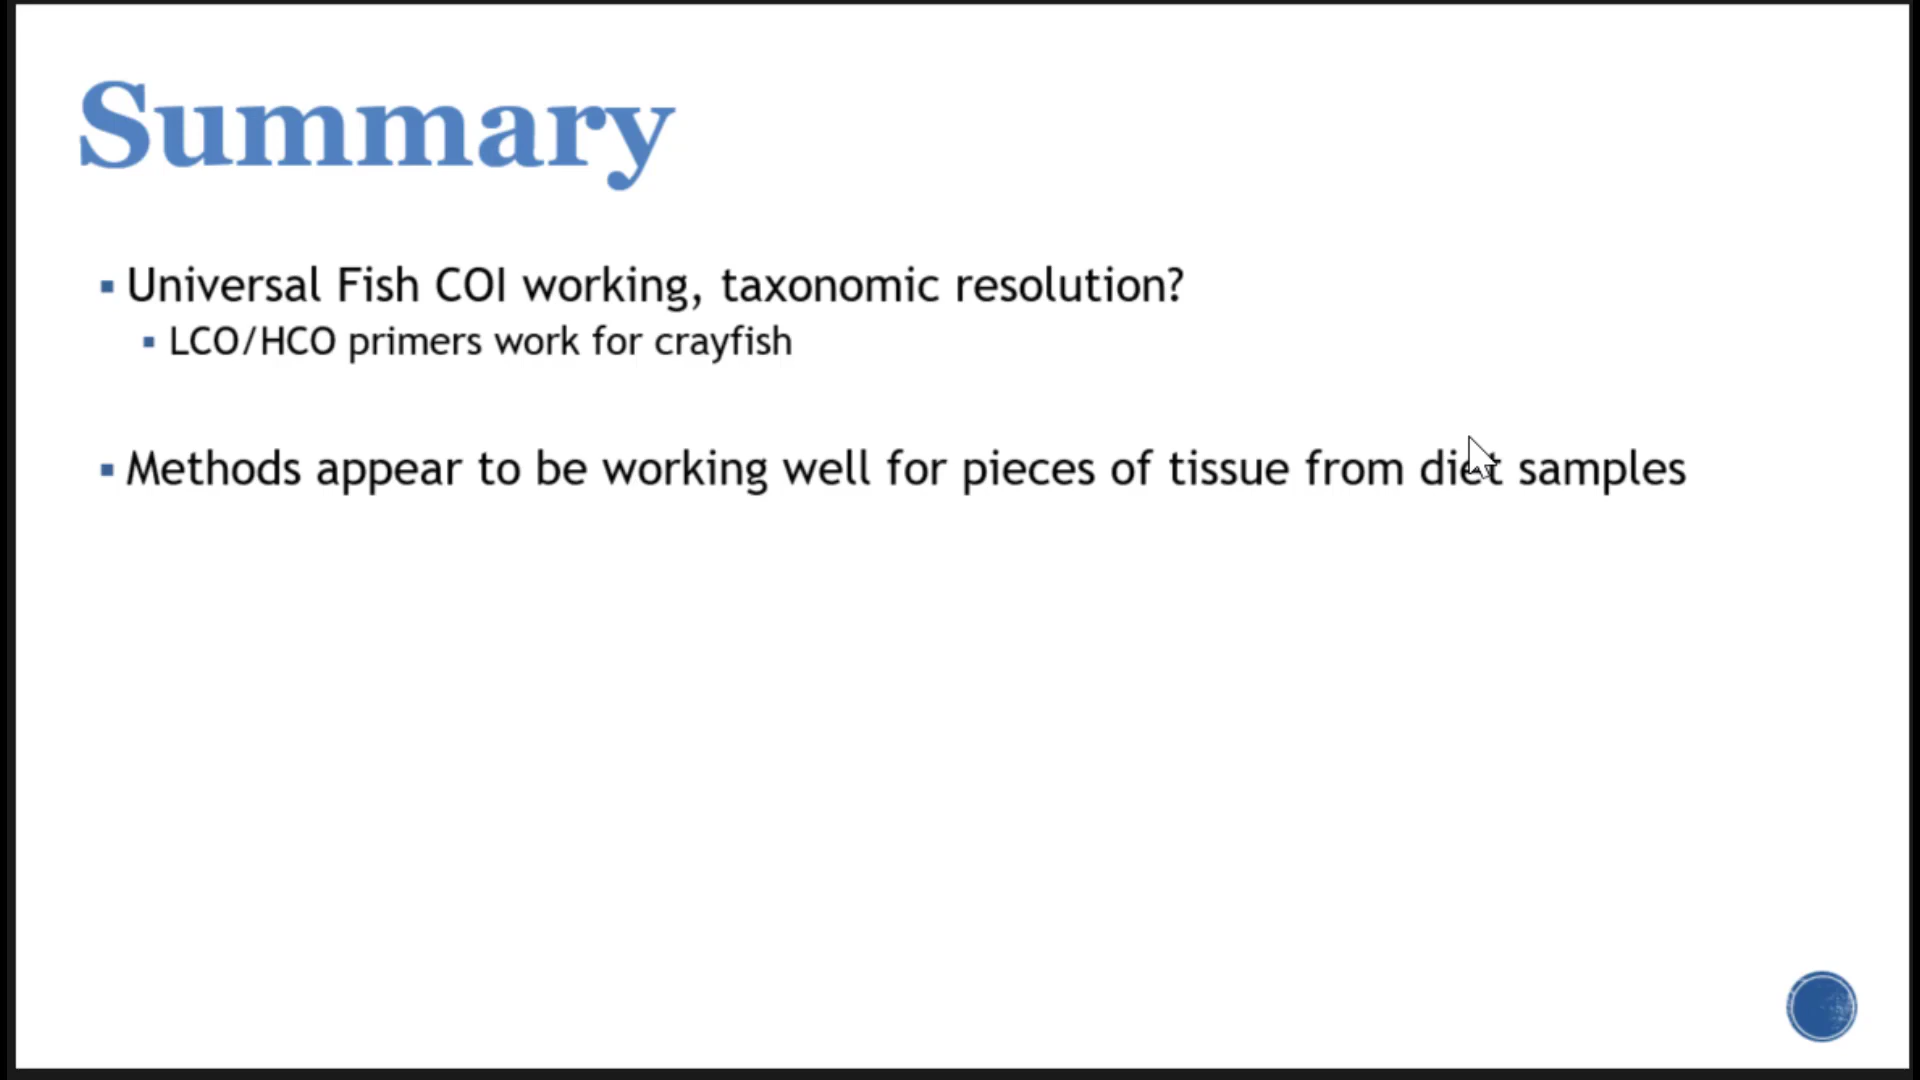 Summary
Universal Fish COI working, taxonomic resolution?
LCO/HCO primers work for crayfish
Methods appear to be working well for pieces of tissue from diet samples